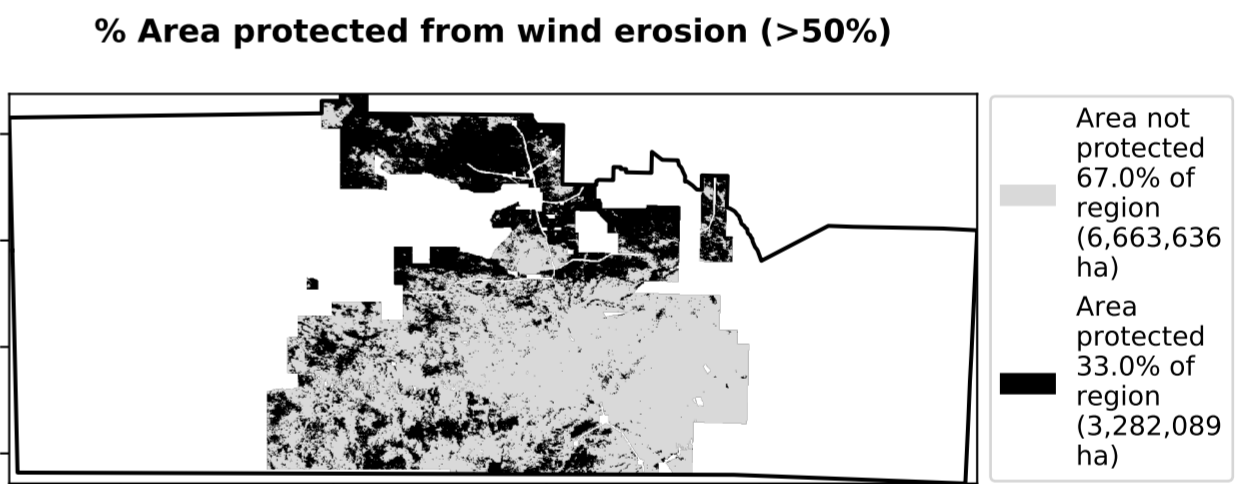 % Area protected from wind erosion (>50%)
Area not
protected
67.0% of
region
(6,663,636
ha)
Area
protected
33.0% of
region
(3,282,089
ha)